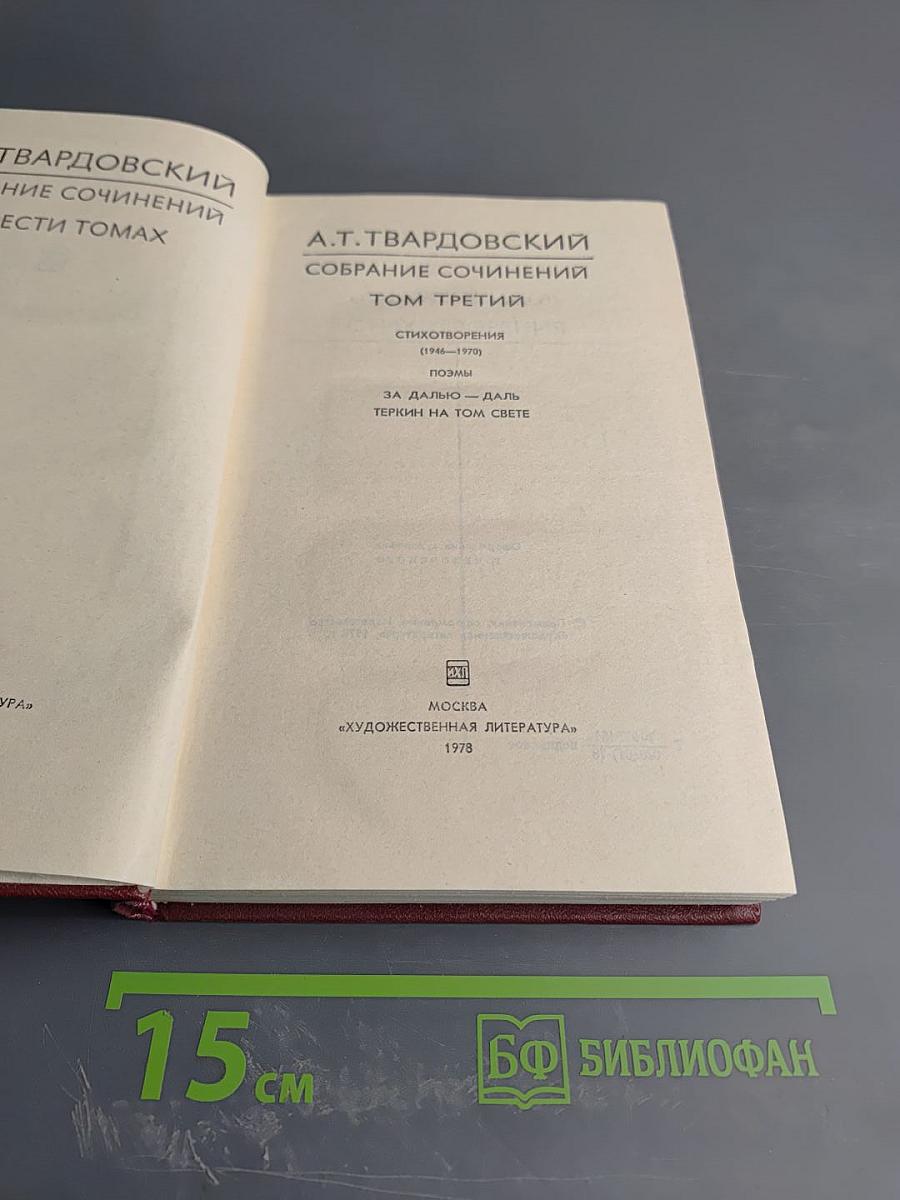 ТВАРДОВСКИЙ
НИЕ СОЧИНЕНИЙ
ЕСТИ ТОМАХ
УРА»
А.Т.ТВАРДОВСКИЙ
СОБРАНИЕ СОЧИНЕНИЙ
ТОМ ТРЕТИЙ
СТИХОТВОРЕНИЯ
(1946—1970)
ПОЭМЫ
ЗА ДАЛЬЮ — ДАЛЬ
ТЕРКИН НА ТОМ СВЕТЕ
ИХЛ
МОСКВА
«ХУДОЖЕСТВЕННАЯ ЛИТЕРАТУРА»
1978
15 см
БФ БИБЛИОФАН